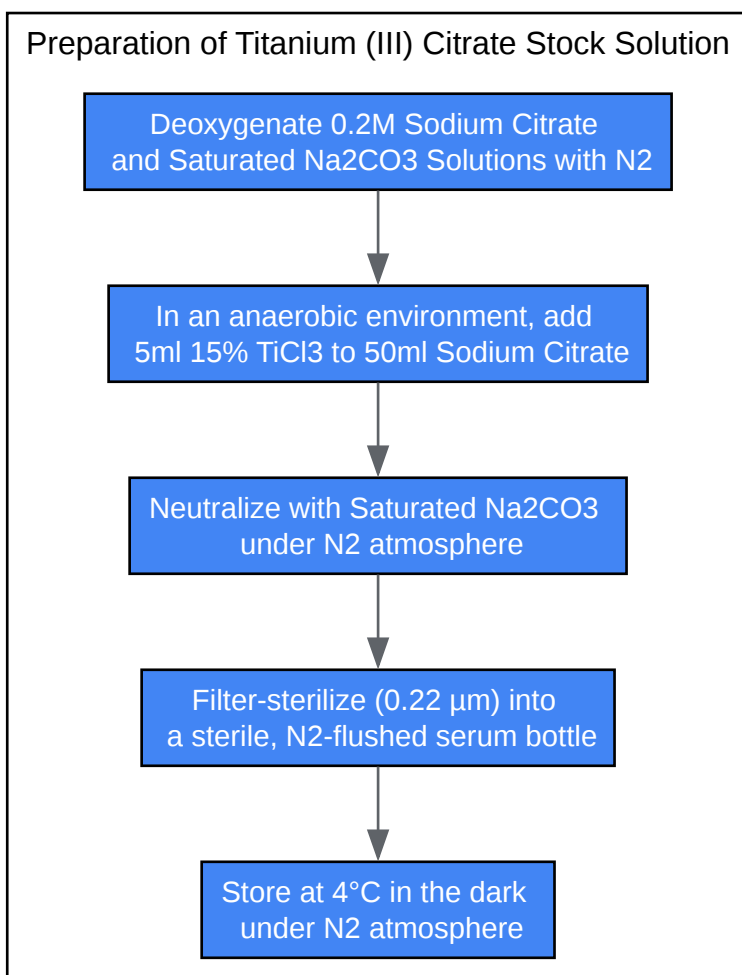 Preparation of Titanium (III) Citrate Stock Solution
Deoxygenate 0.2M Sodium Citrate
and Saturated Na2CO3 Solutions with N2
In an anaerobic environment, add
5ml 15% TiCl3 to 50ml Sodium Citrate
Neutralize with Saturated Na2CO3
under N2 atmosphere
Filter-sterilize (0.22 µm) into
a sterile, N2-flushed serum bottle
Store at 4°C in the dark
under N2 atmosphere